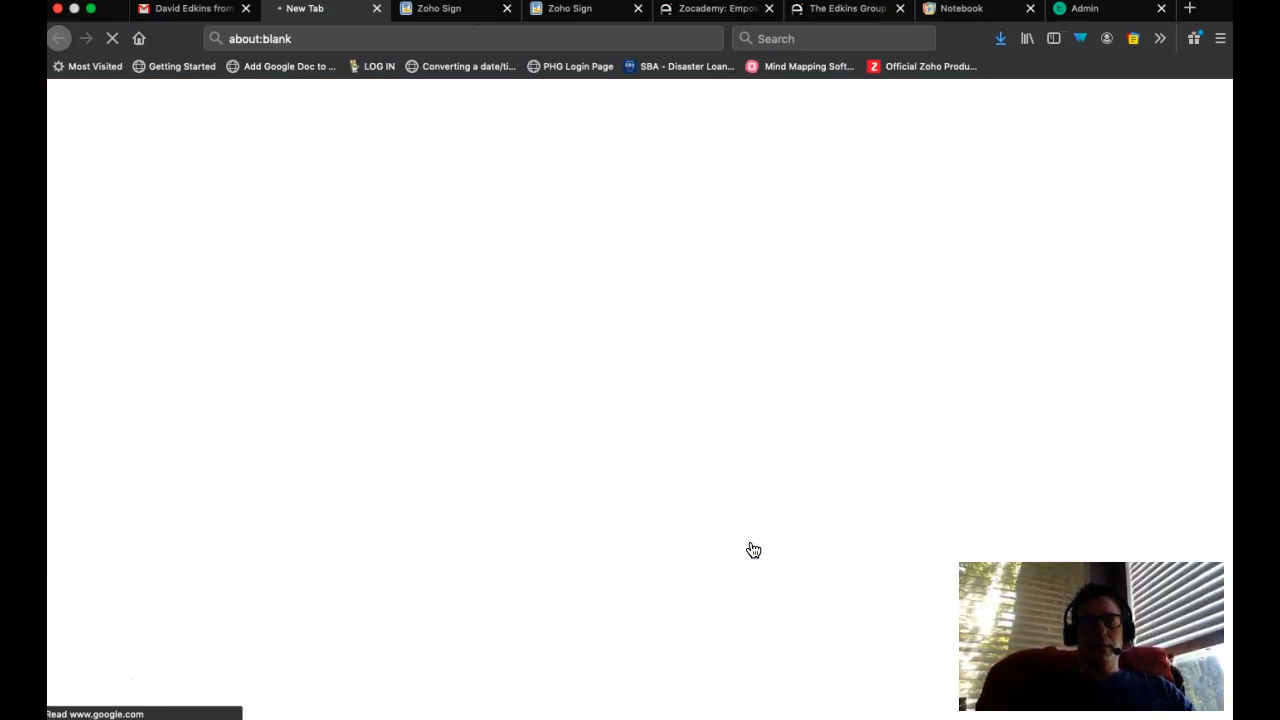 David Edkins from
New Tab
Zoho Sign
Zoho Sign
Zocademy: Empow
The Edkins Group
Notebook
Admin
about:blank
Search
Most Visited
Getting Started
Add Google Doc to ...
LOG IN
Converting a date/ti...
PHG Login Page
SBA - Disaster Loan...
Mind Mapping Soft...
Official Zoho Produ...
Read www.google.com